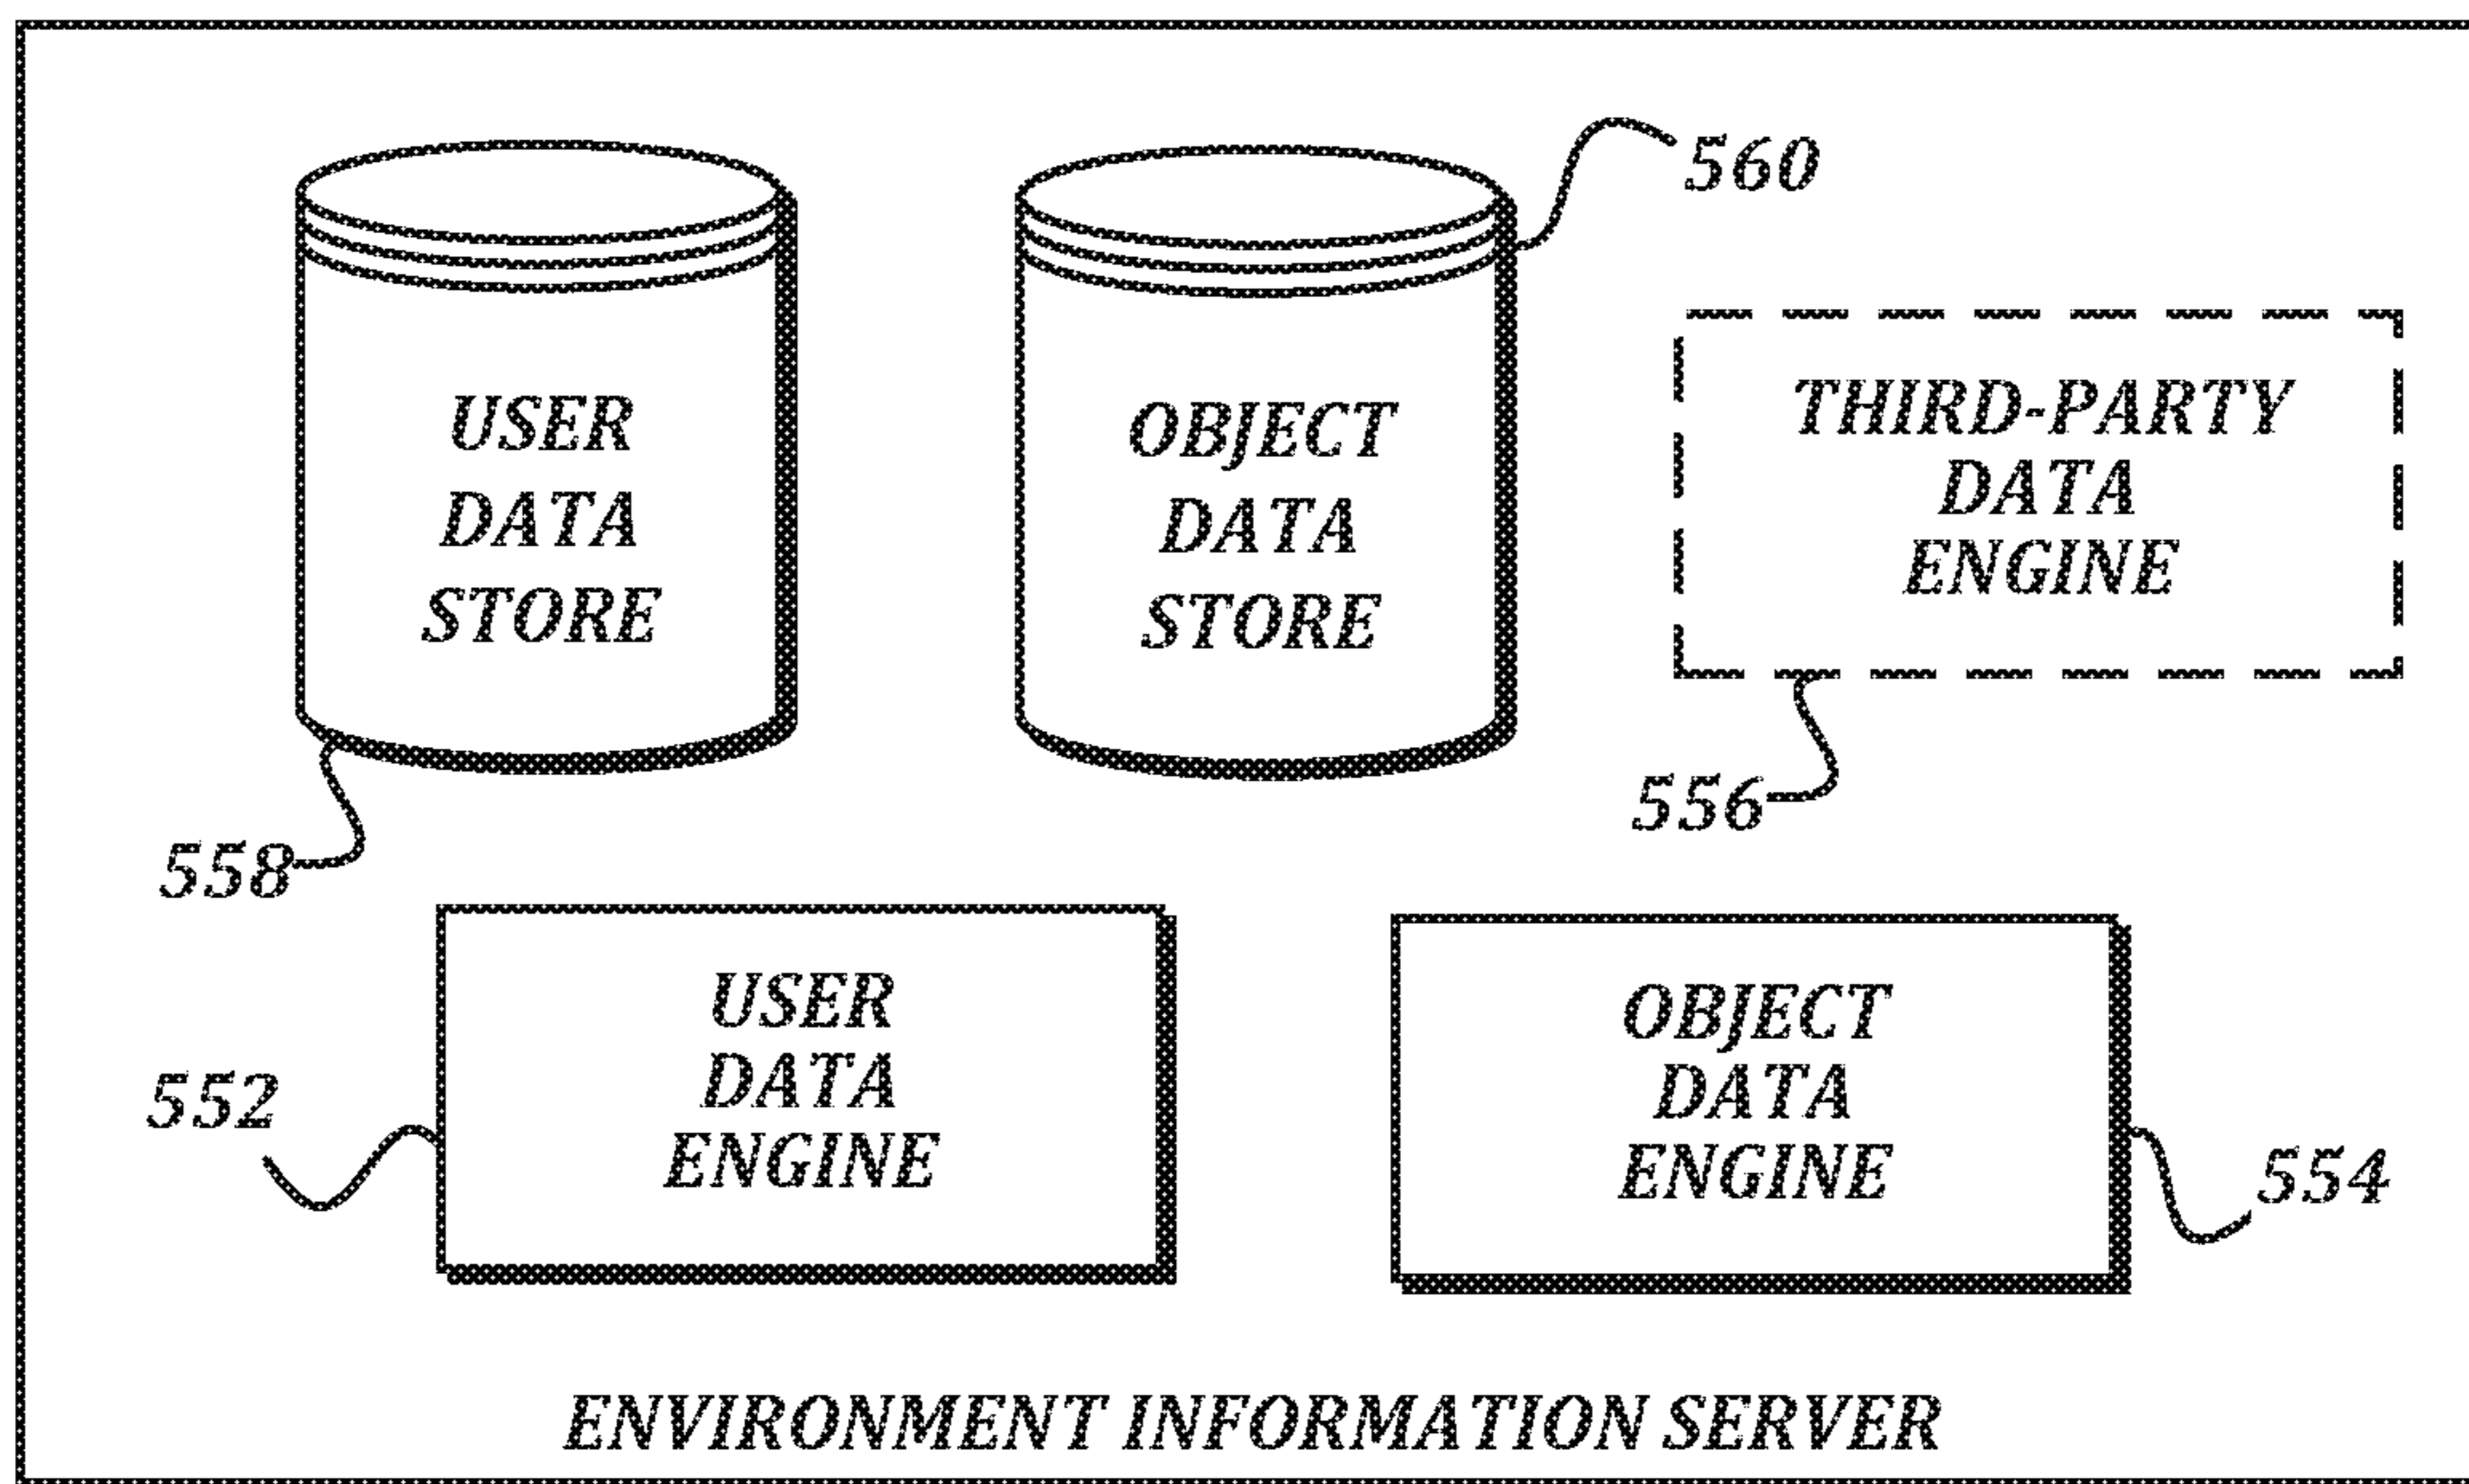 560
USER
DATA
STORE
OBJECT
DATA
STORE
THIRD-PARTY
DATA
ENGINE
558
556
USER
DATA
ENGINE
552
OBJECT
DATA
ENGINE
554
ENVIRONMENT INFORMATION SERVER